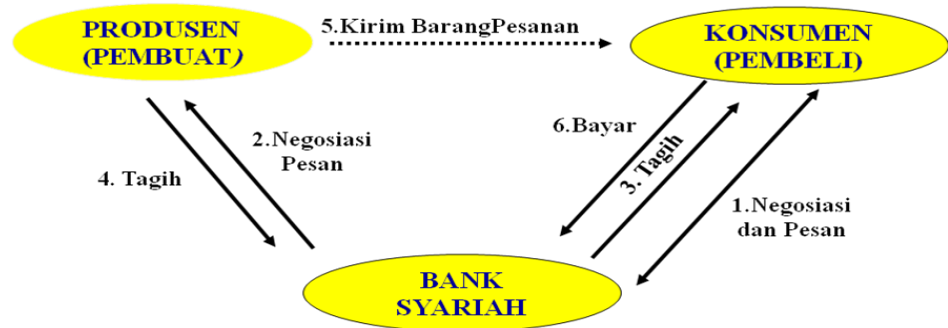 PRODUSEN
(PEMBUAT)
5.Kirim BarangPesanan
KONSUMEN
(PEMBELI)
2.Negosiasi
Pesan
4. Tagih
6.Bayar
3. Tagih
1.Negosiasi
dan Pesan
BANK
SYARIAH